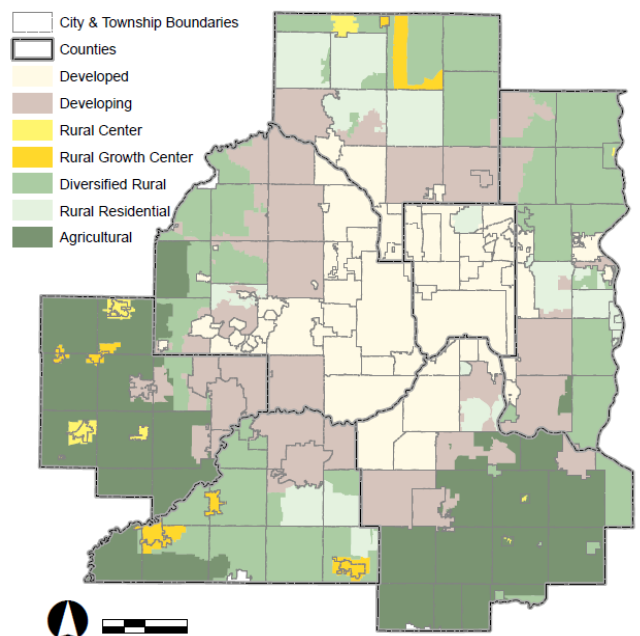 City & Township Boundaries
Counties
Developed
Developing
Rural Center
Rural Growth Center
Diversified Rural
Rural Residential
Agricultural